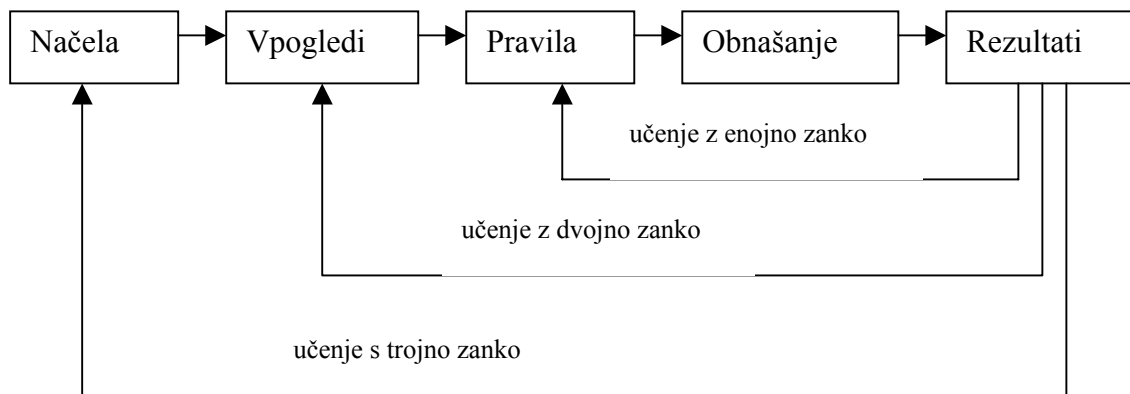 Načela Vpogledi Pravila Obnašanje Rezultati
učenje z enojno zanko
učenje z dvojno zanko
učenje s trojno zanko